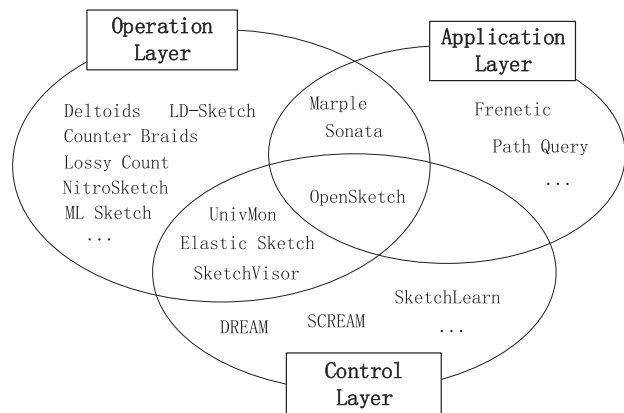 Operation
Layer
Application
Layer
Deltoids LD-Sketch
Counter Braids
Lossy Count
NitroSketch
ML Sketch
...
Marple
Sonata
Frenetic
Path Query
...
OpenSketch
UnivMon
Elastic Sketch
SketchVisor
SketchLearn
...
DREAM
SCREAM
Control
Layer